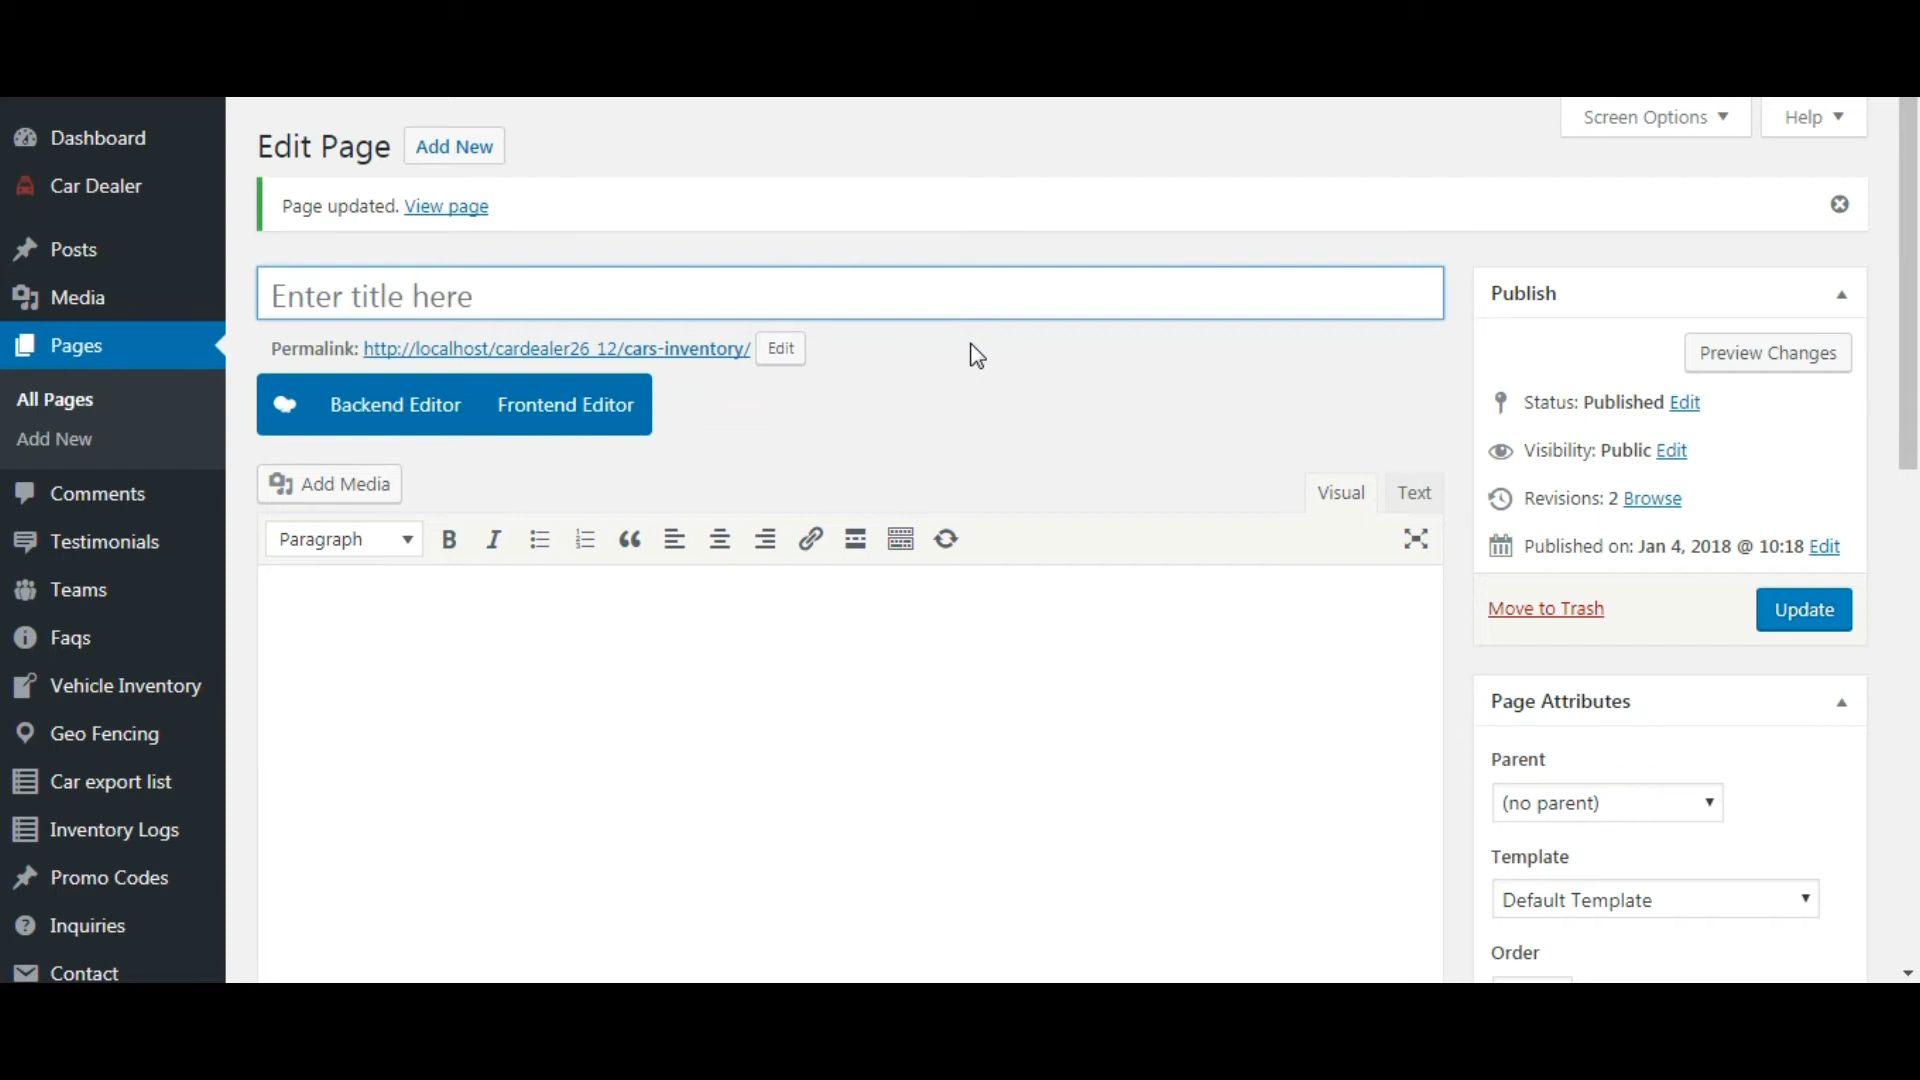 Dashboard
Car Dealer
Posts
Media
Pages
All Pages
Add New
Comments
Testimonials
Teams
Faqs
Vehicle Inventory
Geo Fencing
Car export list
Inventory Logs
Promo Codes
Inquiries
Contact
Screen Options
Help
Edit Page Add New
Page updated. View page
Enter title here
Permalink: http://localhost/cardealer26_12/cars-inventory/ Edit
Backend Editor Frontend Editor
Add Media
Visual Text
Paragraph B I
Publish
Preview Changes
Status: Published Edit
Visibility: Public Edit
Revisions: 2 Browse
Published on: Jan 4, 2018 @ 10:18 Edit
Move to Trash Update
Page Attributes
Parent
(no parent)
Template
Default Template
Order